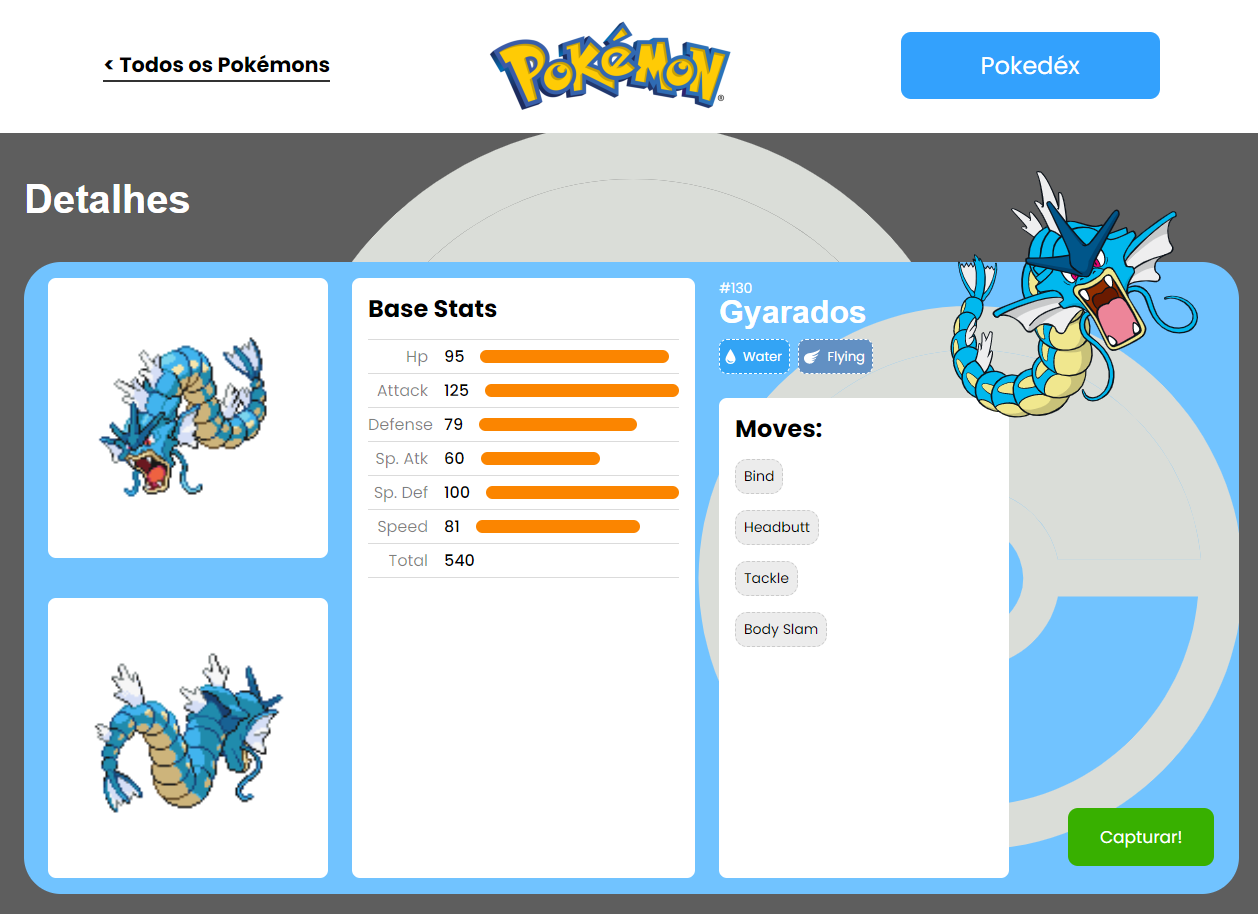 < Todos os Pokémons
POKéMON
®
Pokedéx
Detalhes
Base Stats
Hp 95
Attack 125
Defense 79
Sp. Atk 60
Sp. Def 100
Speed 81
Total 540
#130
Gyarados
Water Flying
Moves:
Bind
Headbutt
Tackle
Body Slam
Capturar!